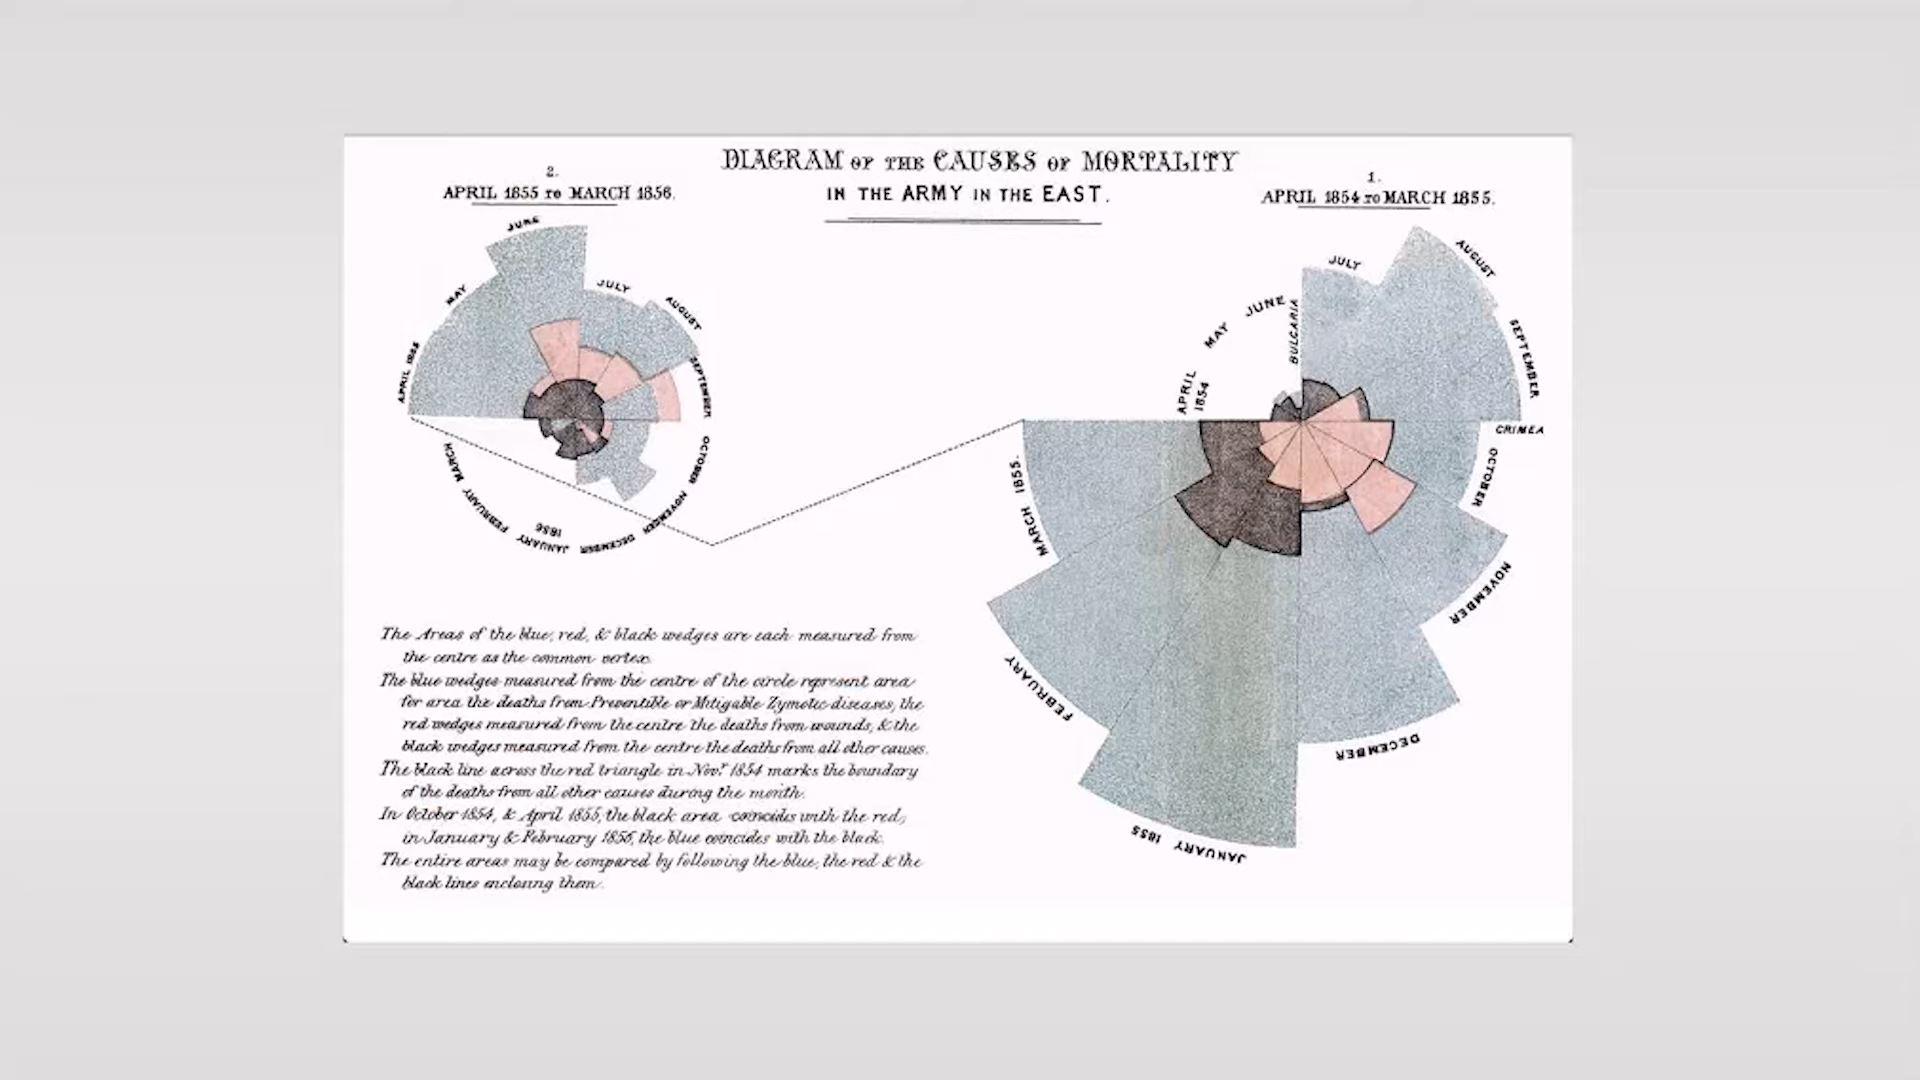 DIAGRAM OF THE CAUSES OF MORTALITY
IN THE ARMY IN THE EAST.
2.
APRIL 1855 TO MARCH 1856.
1.
APRIL 1854 TO MARCH 1855.
JUNE
JULY
AUGUST
SEPTEMBER
OCTOBER
NOVEMBER
DECEMBER
JANUARY
1856
FEBRUARY
MARCH
APRIL 1855
MAY
APRIL
1854
MAY
JUNE
BULGARIA
JULY
AUGUST
SEPTEMBER
CRIMEA
OCTOBER
NOVEMBER
DECEMBER
JANUARY 1855
FEBRUARY
MARCH 1855.
The Areas of the blue, red, & black wedges are each measured from
the centre as the common vertex.
The blue wedges measured from the centre of the circle represent area
for area the deaths from Preventible or Mitigable Zymotic diseases, the
red wedges measured from the centre the deaths from wounds, & the
black wedges measured from the centre the deaths from all other causes.
The black line across the red triangle in Novr. 1854 marks the boundary
of the deaths from all other causes during the month.
In October 1854, & April 1855, the black area coincides with the red,
in January & February 1856, the blue coincides with the black.
The entire areas may be compared by following the blue, the red & the
black lines enclosing them.